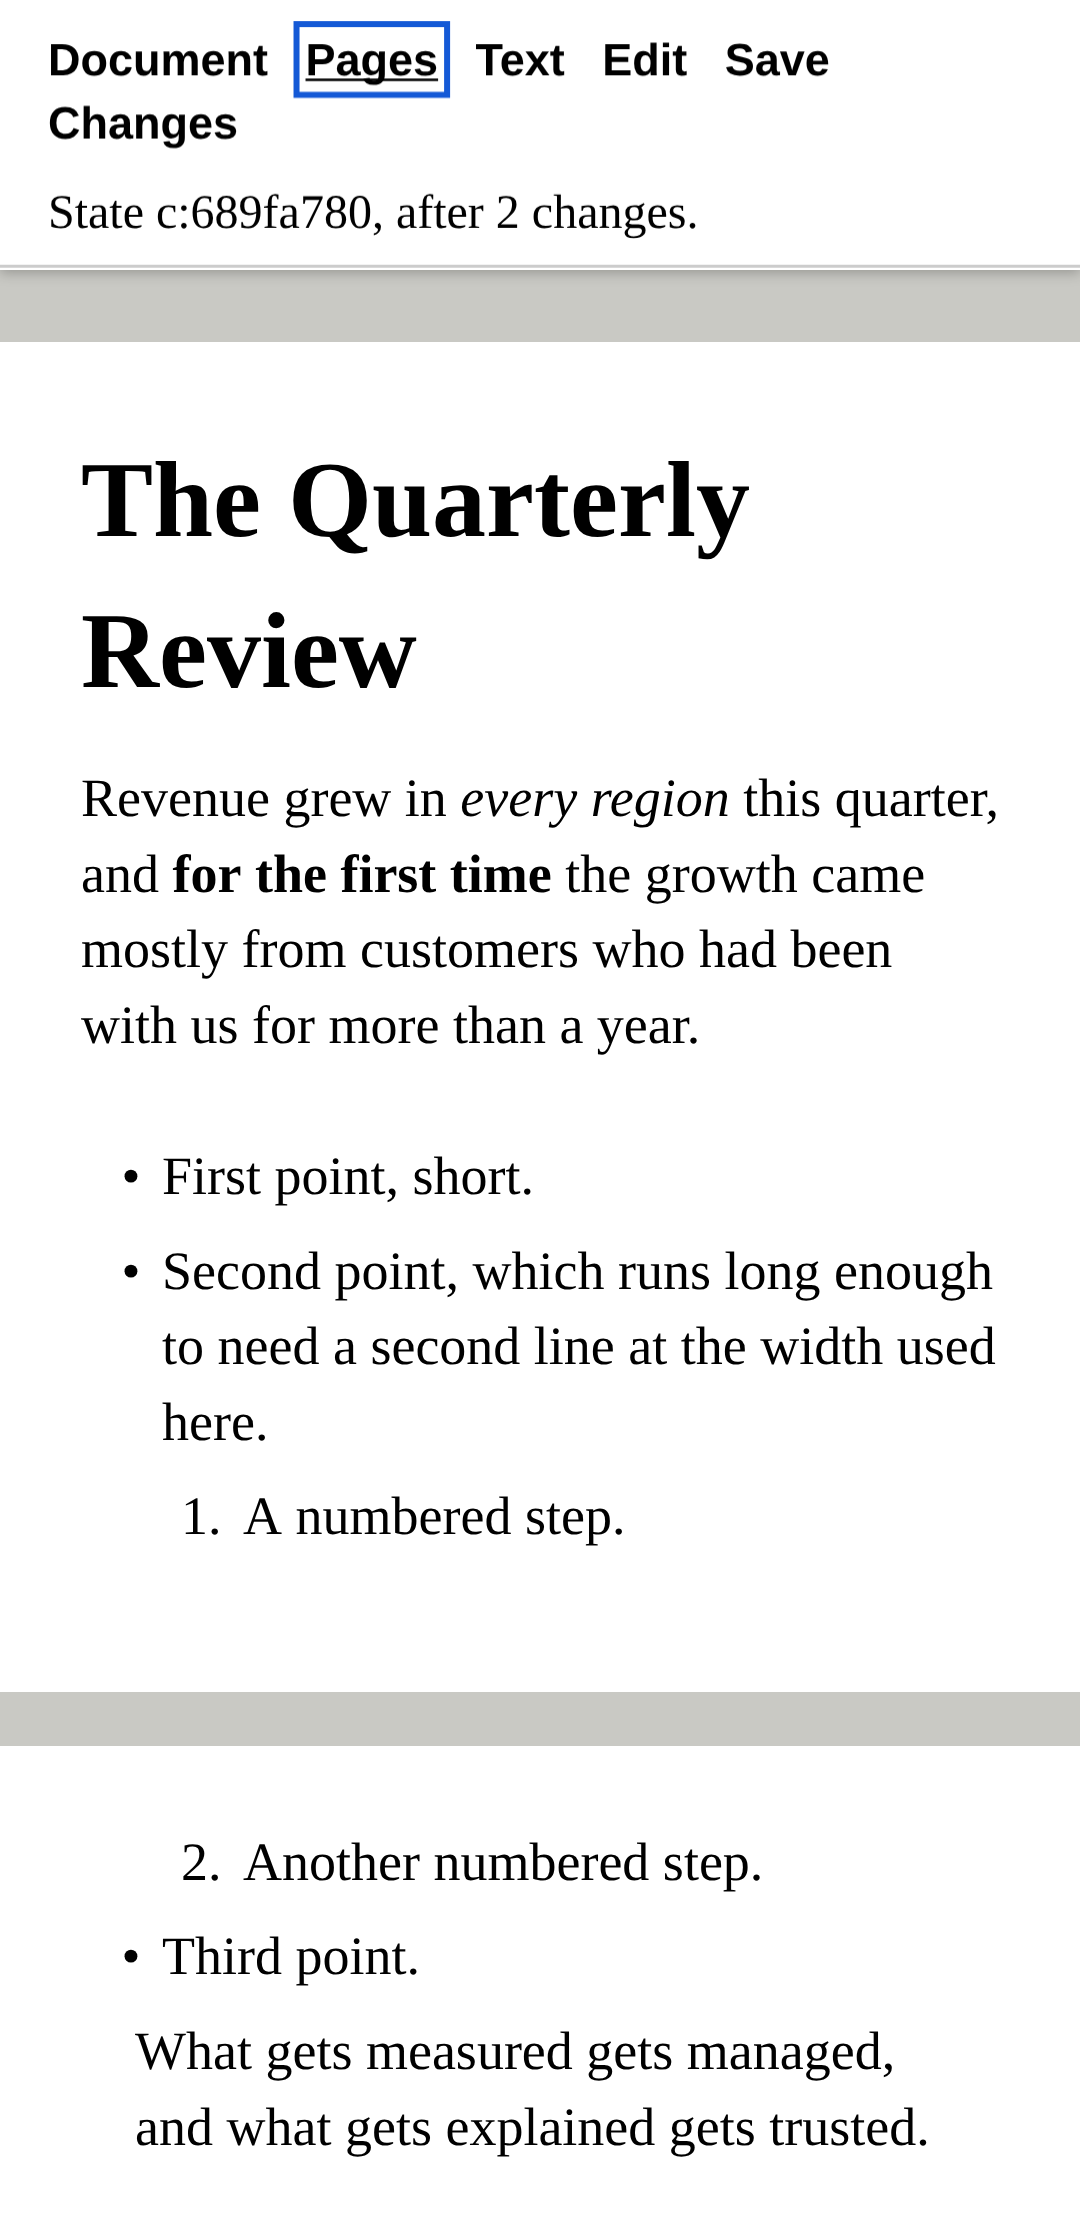 Document Pages Text Edit Save
Changes
State c:689fa780, after 2 changes.
The Quarterly
Review
Revenue grew in every region this quarter,
and for the first time the growth came
mostly from customers who had been
with us for more than a year.
• First point, short.
• Second point, which runs long enough
to need a second line at the width used
here.
1. A numbered step.
2. Another numbered step.
• Third point.
What gets measured gets managed,
and what gets explained gets trusted.